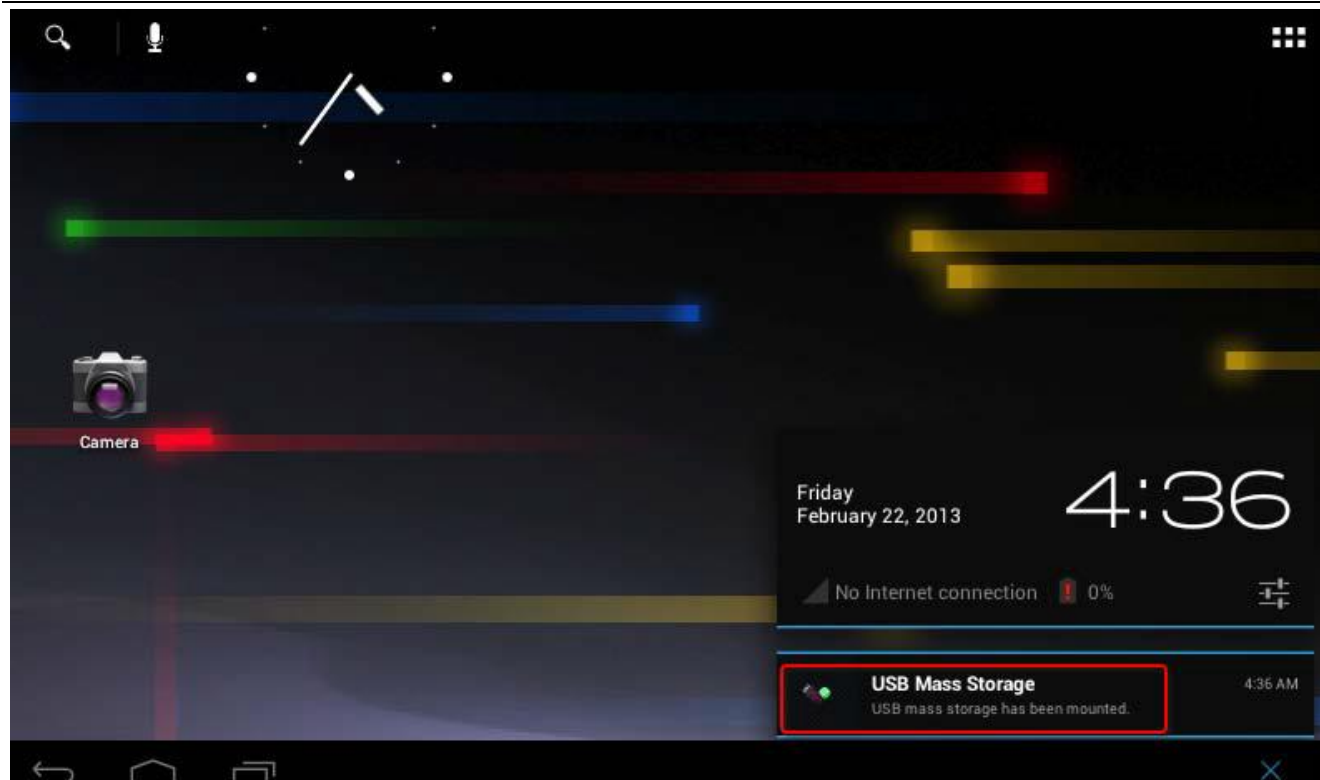 Camera
Friday
February 22, 2013
4:36
No Internet connection 0%
USB Mass Storage
4:36 AM
USB mass storage has been mounted.